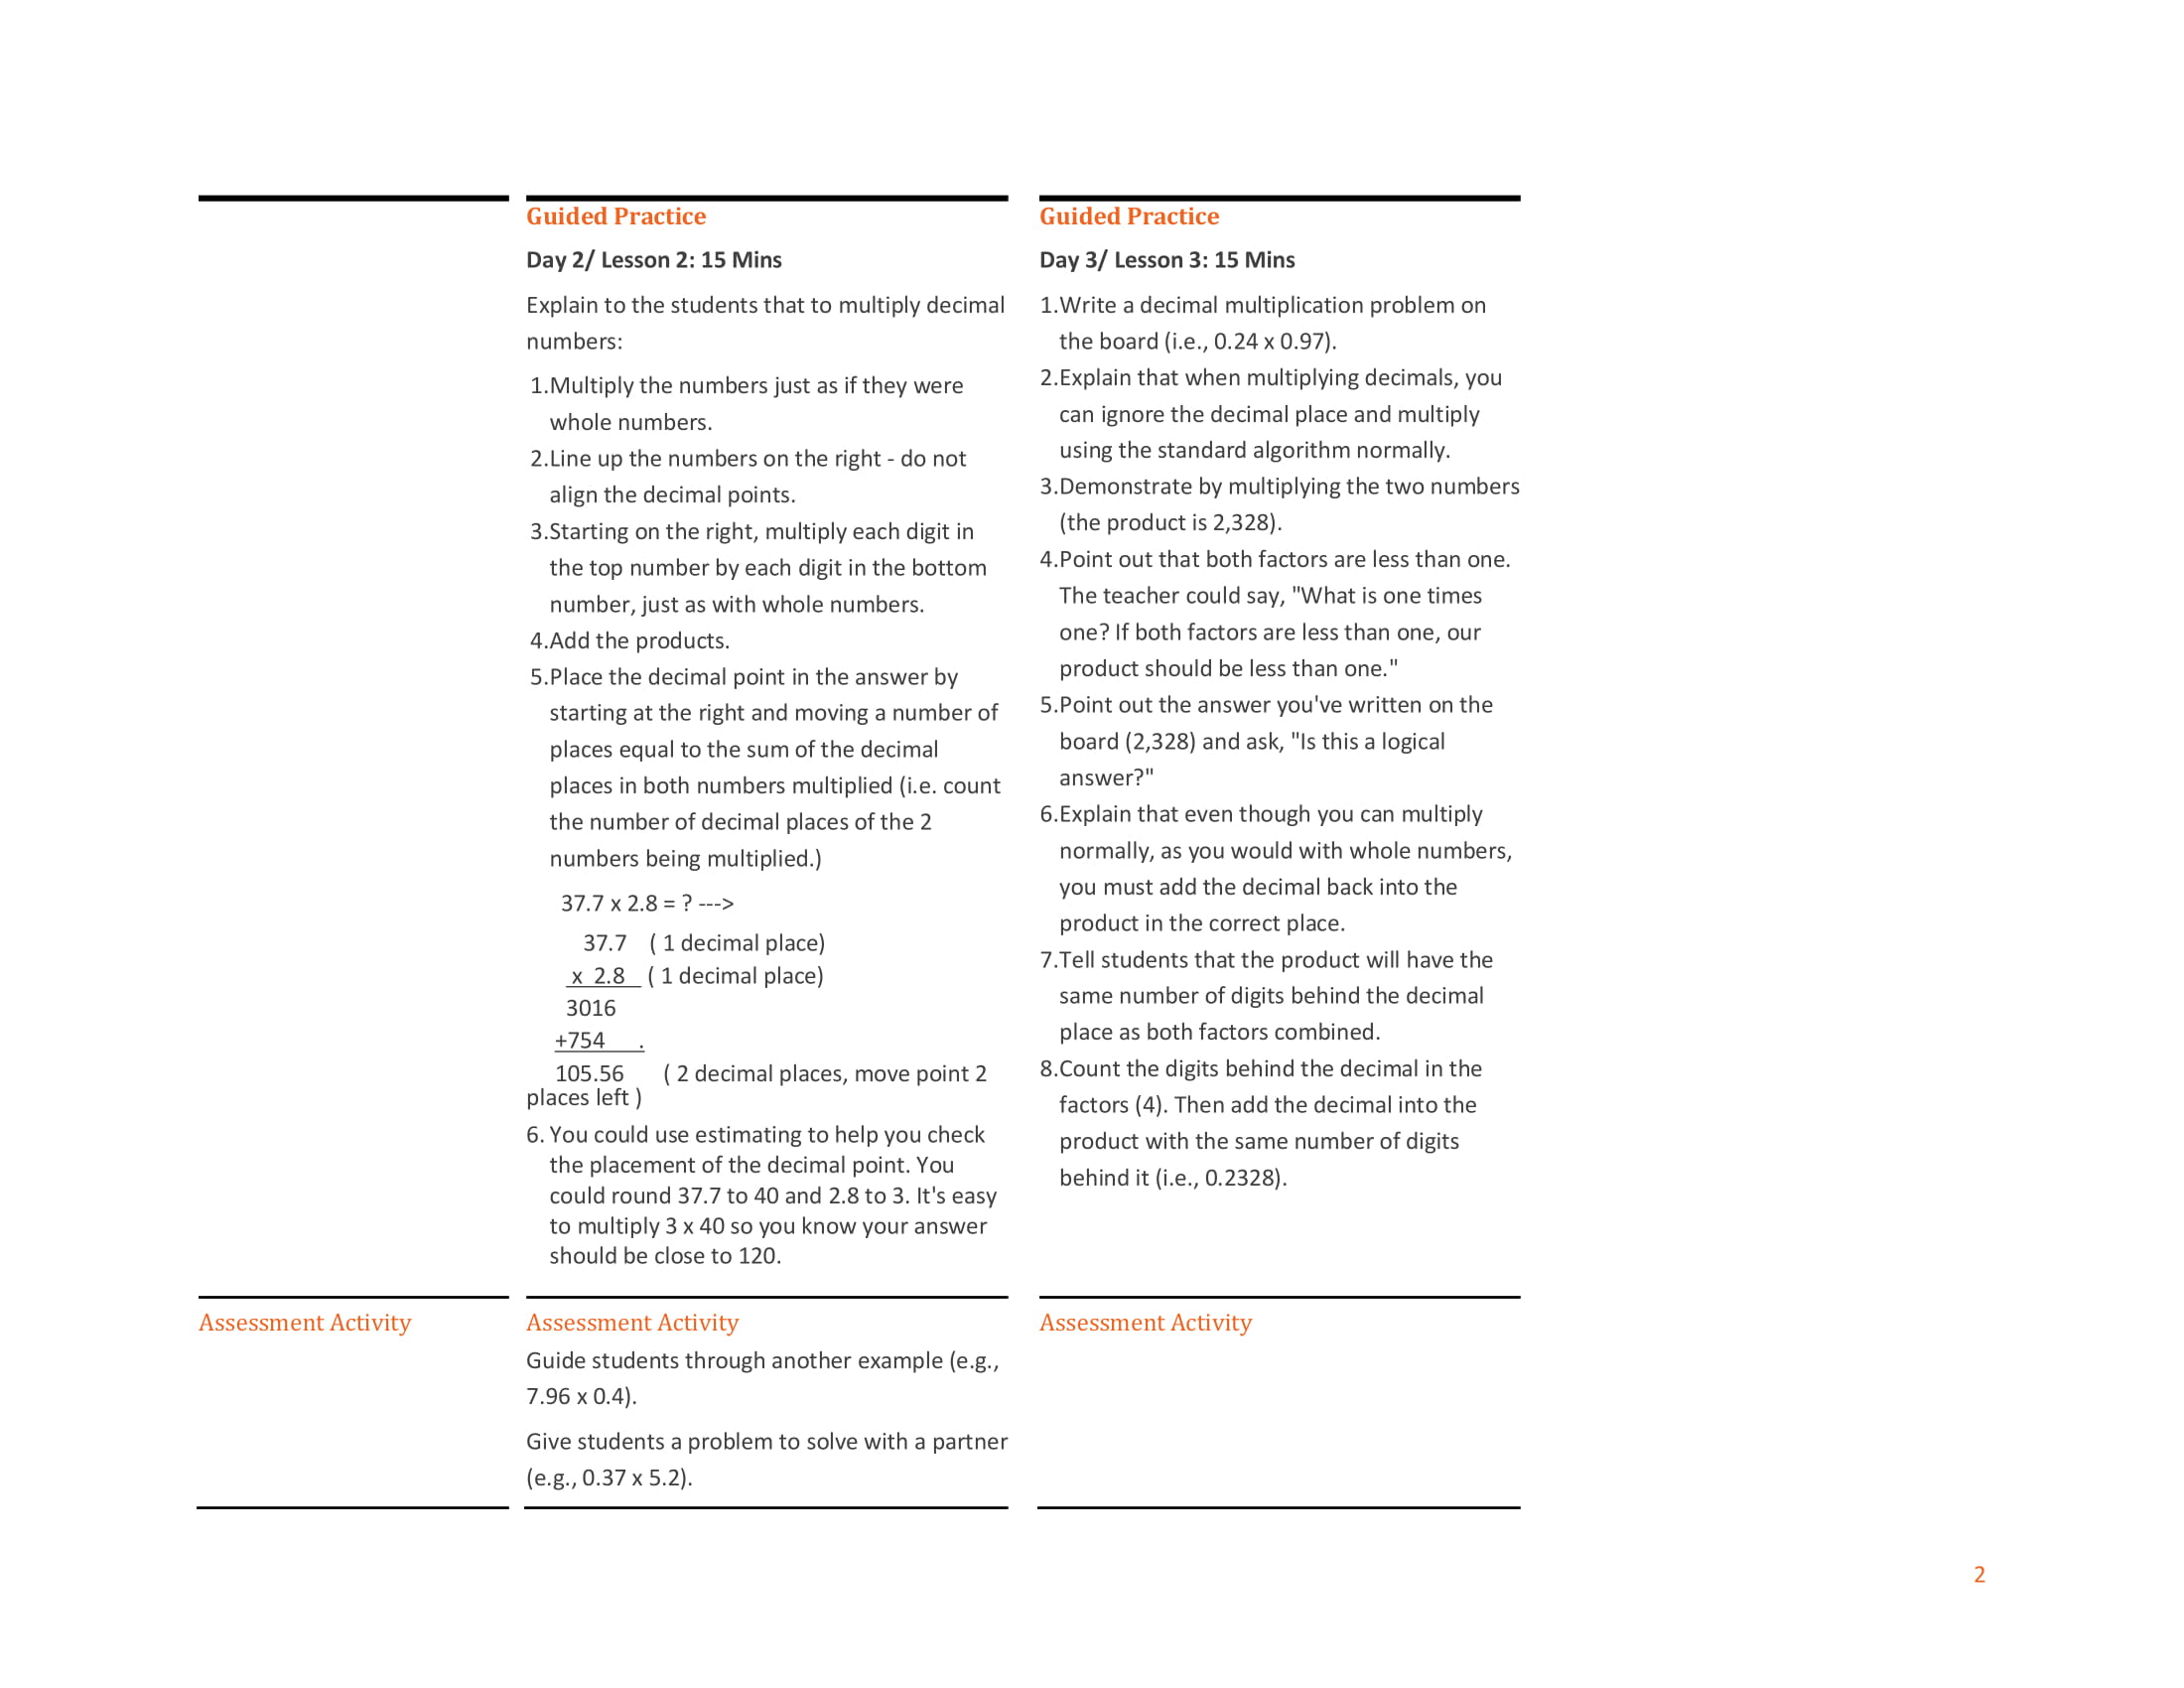 Guided Practice
Day 2/ Lesson 2: 15 Mins
Explain to the students that to multiply decimal
numbers:
1.Multiply the numbers just as if they were
whole numbers.
2.Line up the numbers on the right - do not
align the decimal points.
3.Starting on the right, multiply each digit in
the top number by each digit in the bottom
number, just as with whole numbers.
4.Add the products.
5.Place the decimal point in the answer by
starting at the right and moving a number of
places equal to the sum of the decimal
places in both numbers multiplied (i.e. count
the number of decimal places of the 2
numbers being multiplied.)
37.7 x 2.8 = ? --->
37.7 ( 1 decimal place)
x 2.8 ( 1 decimal place)
3016
+754 .
105.56 ( 2 decimal places, move point 2
places left )
6. You could use estimating to help you check
the placement of the decimal point. You
could round 37.7 to 40 and 2.8 to 3. It's easy
to multiply 3 x 40 so you know your answer
should be close to 120.
Guided Practice
Day 3/ Lesson 3: 15 Mins
1.Write a decimal multiplication problem on
the board (i.e., 0.24 x 0.97).
2.Explain that when multiplying decimals, you
can ignore the decimal place and multiply
using the standard algorithm normally.
3.Demonstrate by multiplying the two numbers
(the product is 2,328).
4.Point out that both factors are less than one.
The teacher could say, "What is one times
one? If both factors are less than one, our
product should be less than one."
5.Point out the answer you've written on the
board (2,328) and ask, "Is this a logical
answer?"
6.Explain that even though you can multiply
normally, as you would with whole numbers,
you must add the decimal back into the
product in the correct place.
7.Tell students that the product will have the
same number of digits behind the decimal
place as both factors combined.
8.Count the digits behind the decimal in the
factors (4). Then add the decimal into the
product with the same number of digits
behind it (i.e., 0.2328).
Assessment Activity
Assessment Activity
Guide students through another example (e.g.,
7.96 x 0.4).
Give students a problem to solve with a partner
(e.g., 0.37 x 5.2).
Assessment Activity
2